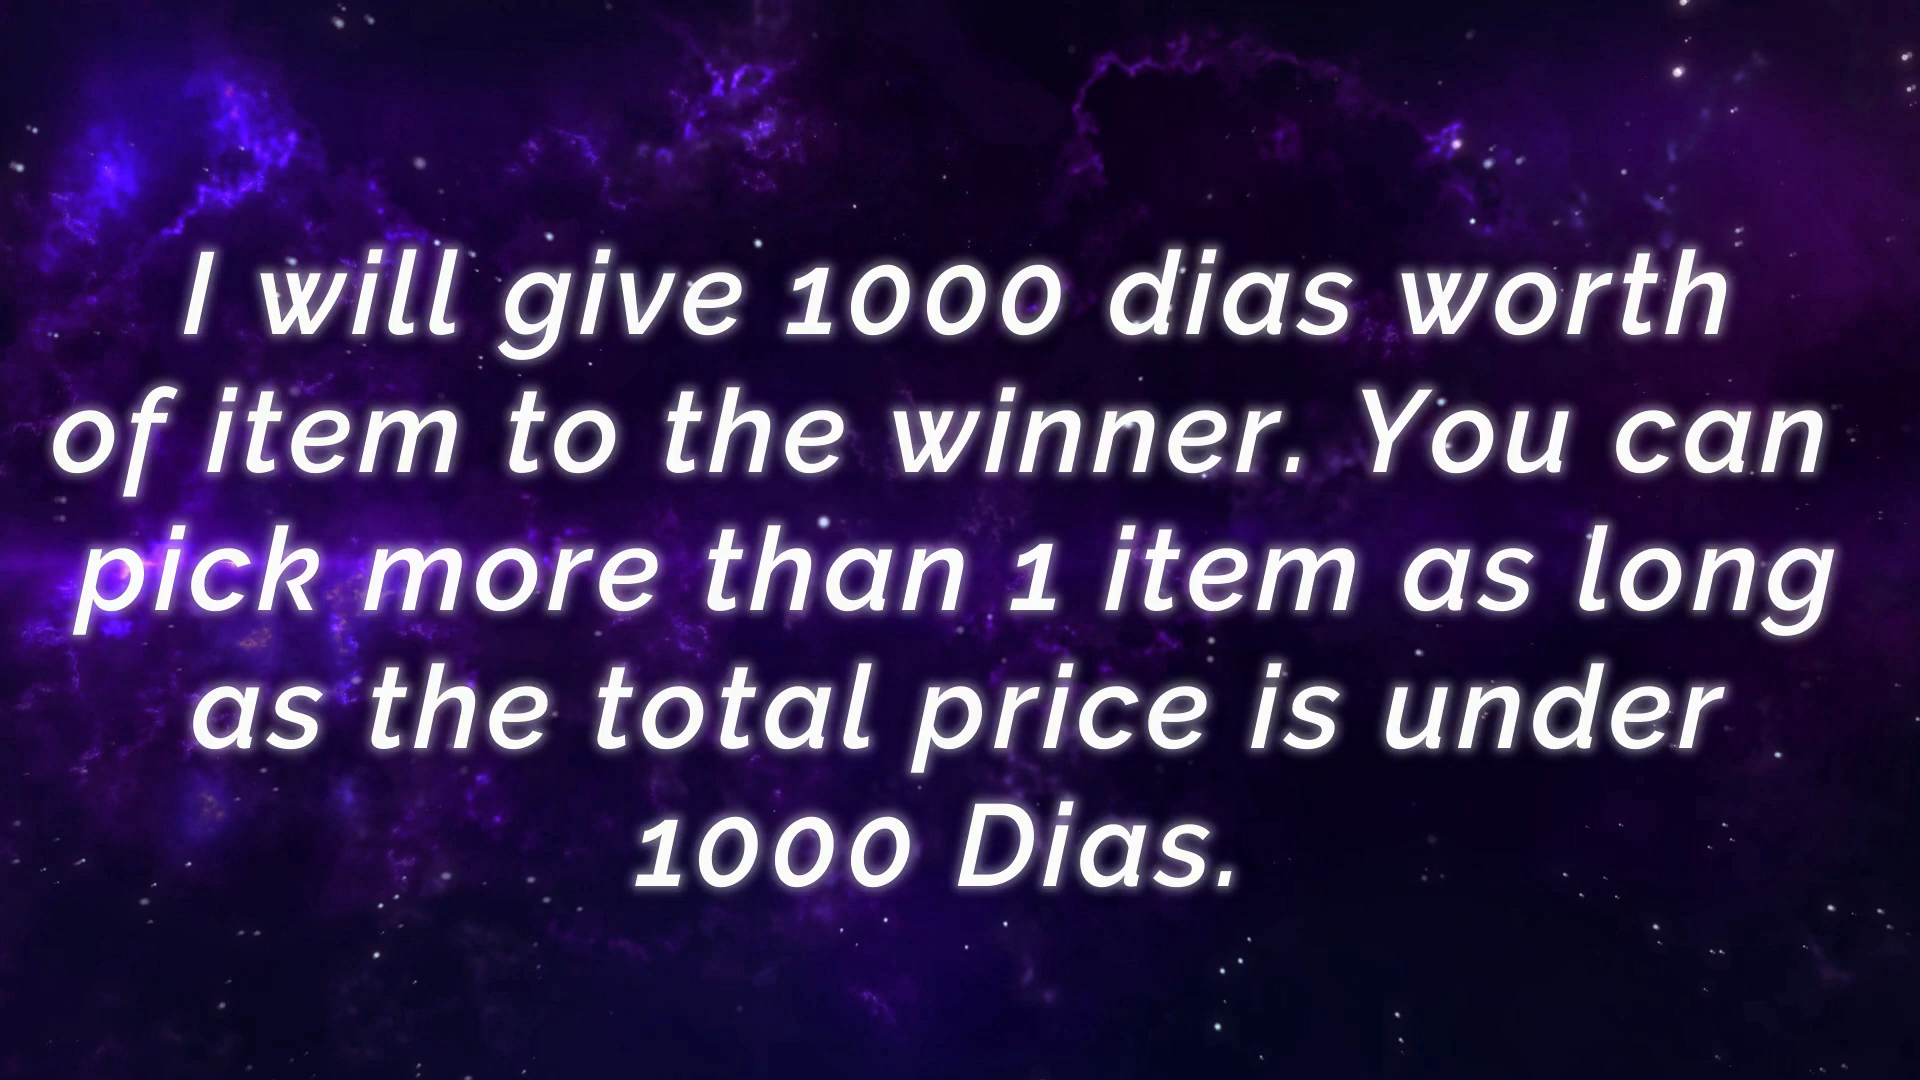 I will give 1000 dias worth
of item to the winner. You can
pick more than 1 item as long
as the total price is under
1000 Dias.